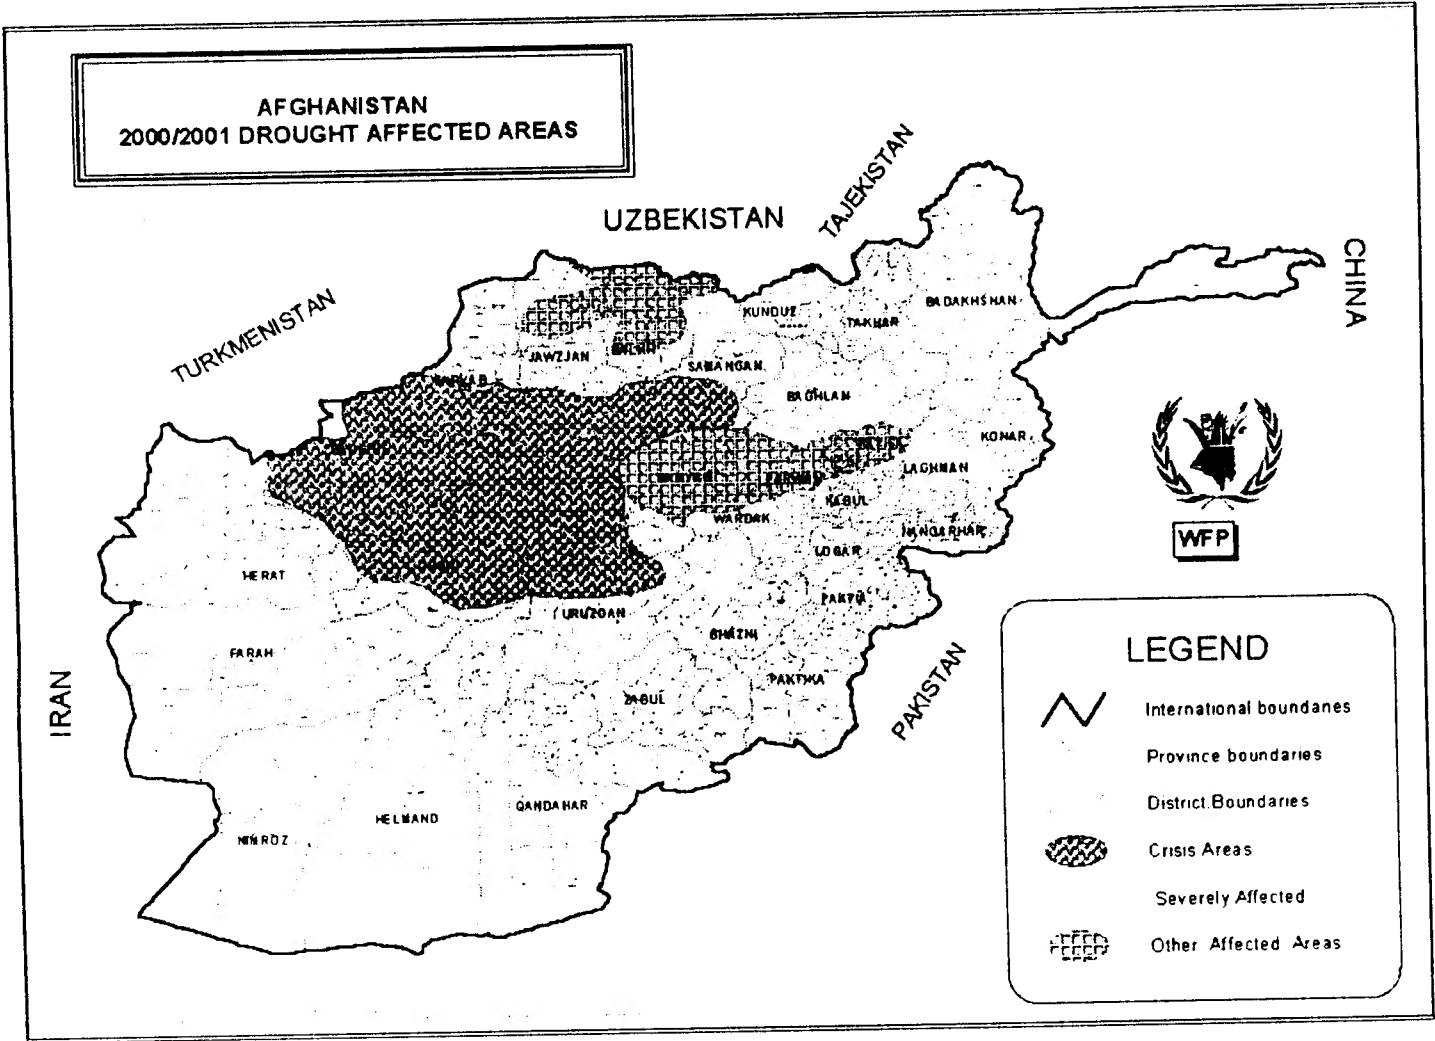 AFGHANISTAN
2000/2001 DROUGHT AFFECTED AREAS
UZBEKISTAN
TAJEKISTAN
CHINA
TURKMENISTAN
BADAKHSHAN
KUNDUZ
TAKHAR
JAWZJAN
SAMANGAN
BAGHLAN
KONAR
LAGHMAN
KABUL
WARDAK
NANGARHAR
LOGAR
HERAT
URUZGAN
PAKTIA
GHAZNI
FARAH
PAKTIKA
ZABUL
IRAN
PAKISTAN
QANDAHAR
HELMAND
NIMROZ
WFP
LEGEND
International boundaries
Province boundaries
District Boundaries
Crisis Areas
Severely Affected
Other Affected Areas